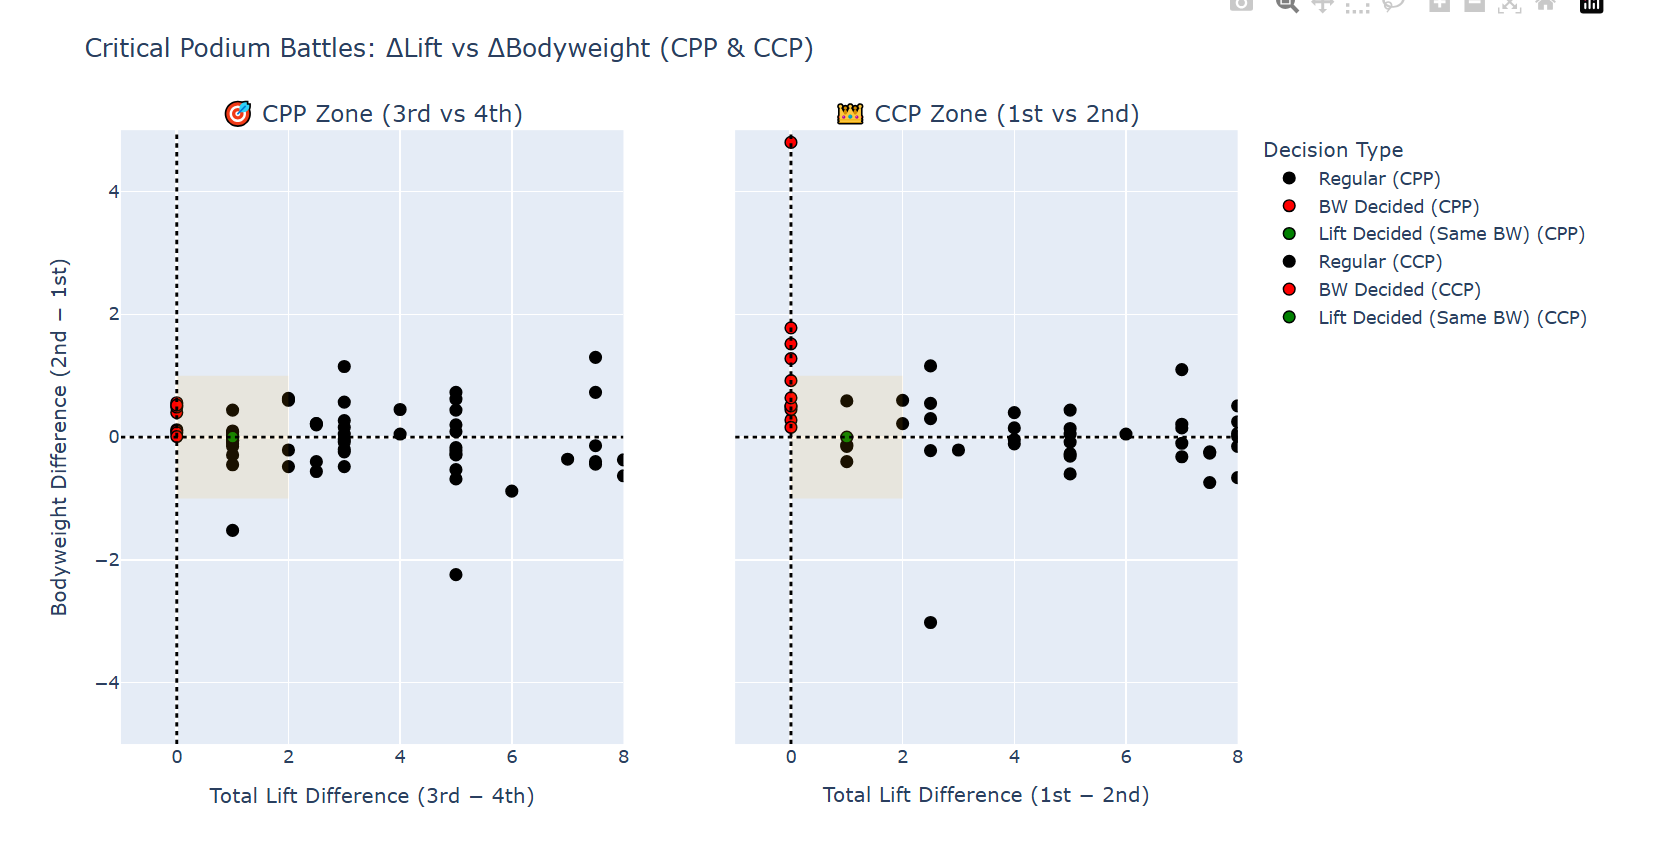 Critical Podium Battles: ΔLift vs ΔBodyweight (CPP & CCP)
🎯 CPP Zone (3rd vs 4th)
👑 CCP Zone (1st vs 2nd)
Decision Type
Regular (CPP)
BW Decided (CPP)
Lift Decided (Same BW) (CPP)
Regular (CCP)
BW Decided (CCP)
Lift Decided (Same BW) (CCP)
Bodyweight Difference (2nd − 1st)
4
2
0
−2
−4
0 2 4 6 8
0 2 4 6 8
Total Lift Difference (3rd − 4th)
Total Lift Difference (1st − 2nd)